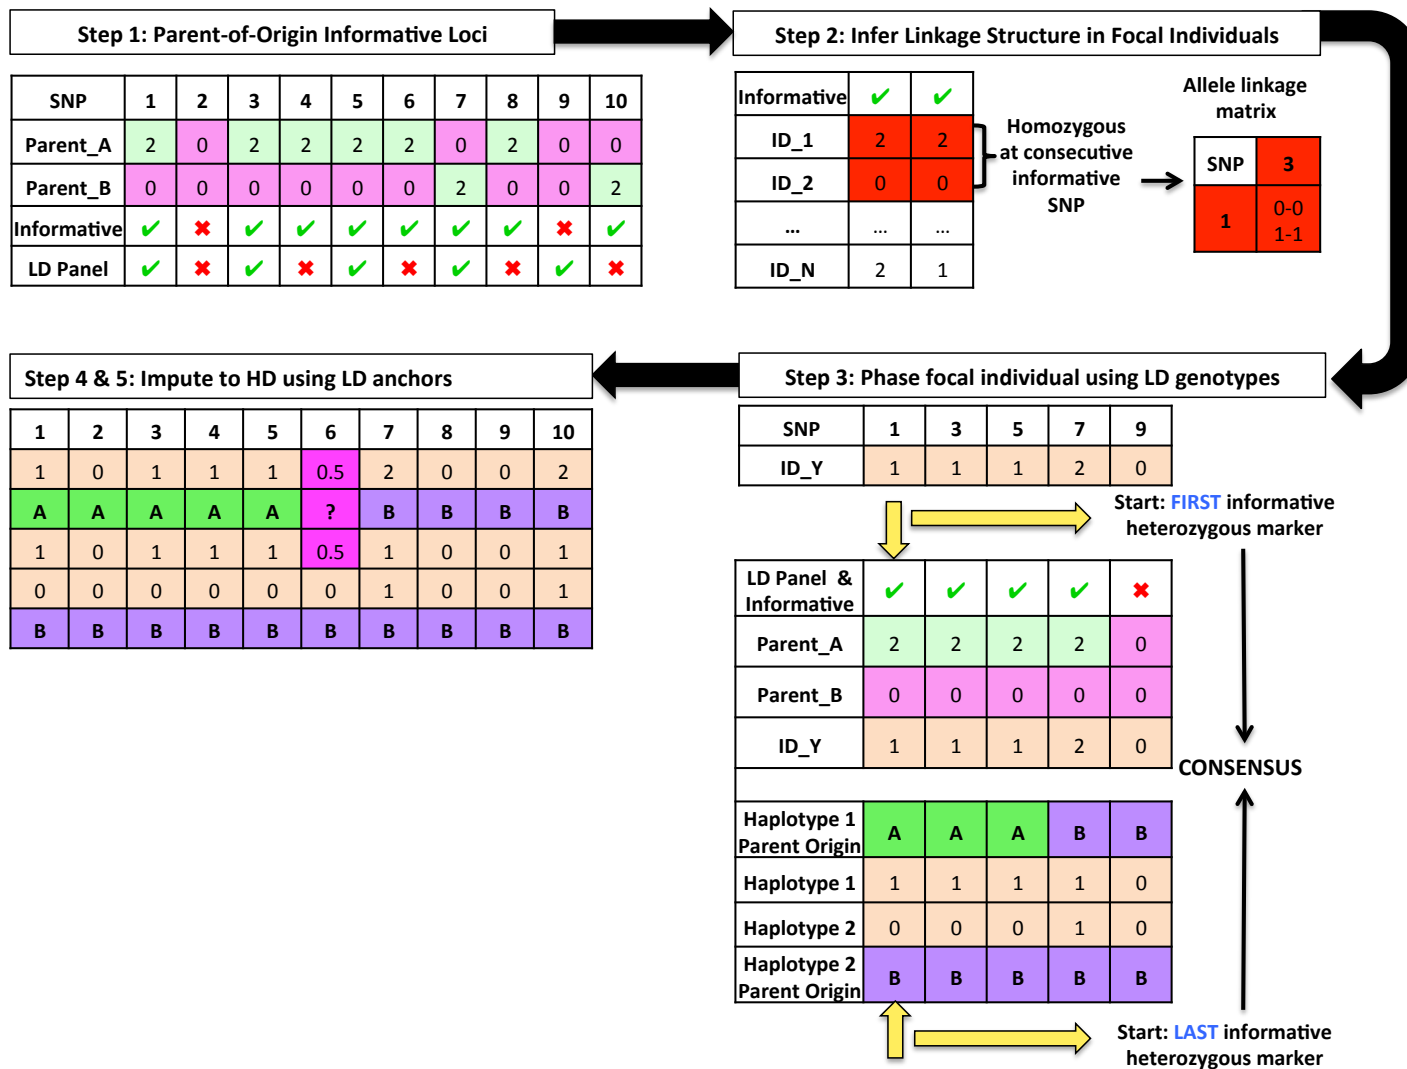 Step 1: Parent-of-Origin Informative Loci
SNP 1 2 3 4 5 6 7 8 9 10
Parent_A 2 0 2 2 2 2 0 2 0 0
Parent_B 0 0 0 0 0 0 2 0 0 2
Informative ✔ ✖ ✔ ✔ ✔ ✔ ✔ ✔ ✖ ✔
LD Panel ✔ ✖ ✔ ✖ ✔ ✖ ✔ ✖ ✔ ✖
Step 2: Infer Linkage Structure in Focal Individuals
Informative ✔ ✔
ID_1 2 2
ID_2 0 0
... ... ...
ID_N 2 1
Homozygous
at consecutive
informative
SNP
Allele linkage
matrix
SNP 3
1 0-0
1-1
Step 3: Phase focal individual using LD genotypes
SNP 1 3 5 7 9
ID_Y 1 1 1 2 0
Start: FIRST informative
heterozygous marker
LD Panel &
Informative ✔ ✔ ✔ ✔ ✖
Parent_A 2 2 2 2 0
Parent_B 0 0 0 0 0
ID_Y 1 1 1 2 0
CONSENSUS
Haplotype 1
Parent Origin A A A B B
Haplotype 1 1 1 1 1 0
Haplotype 2 0 0 0 1 0
Haplotype 2
Parent Origin B B B B B
Start: LAST informative
heterozygous marker
Step 4 & 5: Impute to HD using LD anchors
1 2 3 4 5 6 7 8 9 10
1 0 1 1 1 0.5 2 0 0 2
A A A A A ? B B B B
1 0 1 1 1 0.5 1 0 0 1
0 0 0 0 0 0 1 0 0 1
B B B B B B B B B B